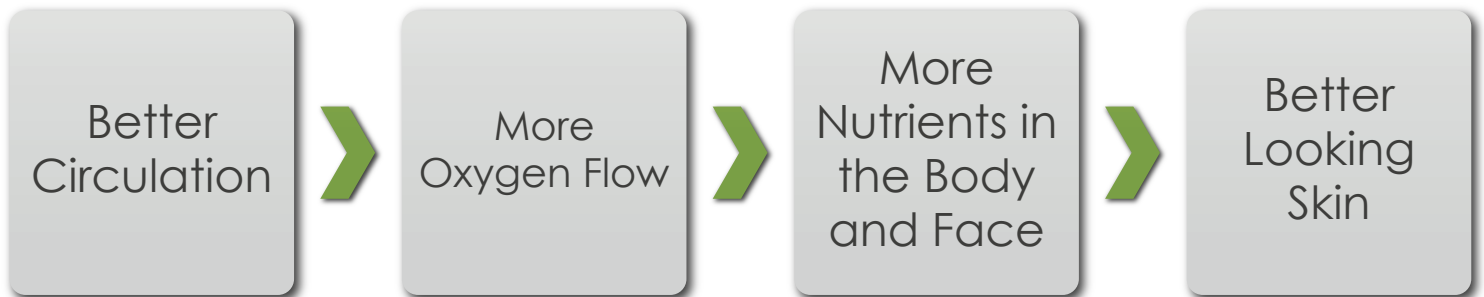 Better
Circulation
More
Oxygen Flow
More
Nutrients in
the Body
and Face
Better
Looking
Skin